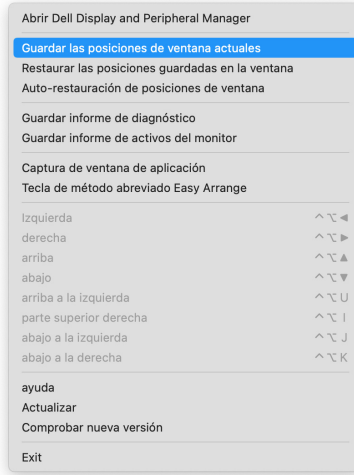 Abrir Dell Display and Peripheral Manager
Guardar las posiciones de ventana actuales
Restaurar las posiciones guardadas en la ventana
Auto-restauración de posiciones de ventana
Guardar informe de diagnóstico
Guardar informe de activos del monitor
Captura de ventana de aplicación
Tecla de método abreviado Easy Arrange
Izquierda ^⌥◀
derecha ^⌥▶
arriba ^⌥▲
abajo ^⌥▼
arriba a la izquierda ^⌥U
parte superior derecha ^⌥I
abajo a la izquierda ^⌥J
abajo a la derecha ^⌥K
ayuda
Actualizar
Comprobar nueva versión
Exit